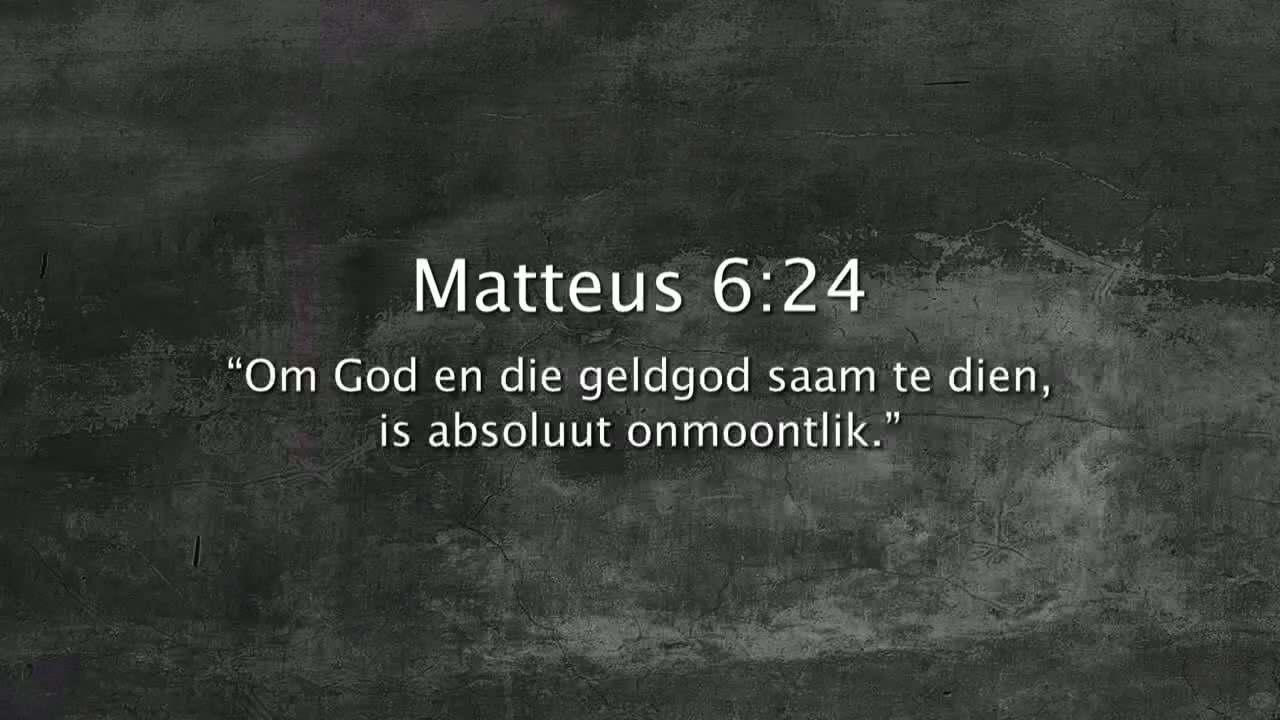 Matteus 6:24
“Om God en die geldgod saam te dien,
is absoluut onmoontlik.”